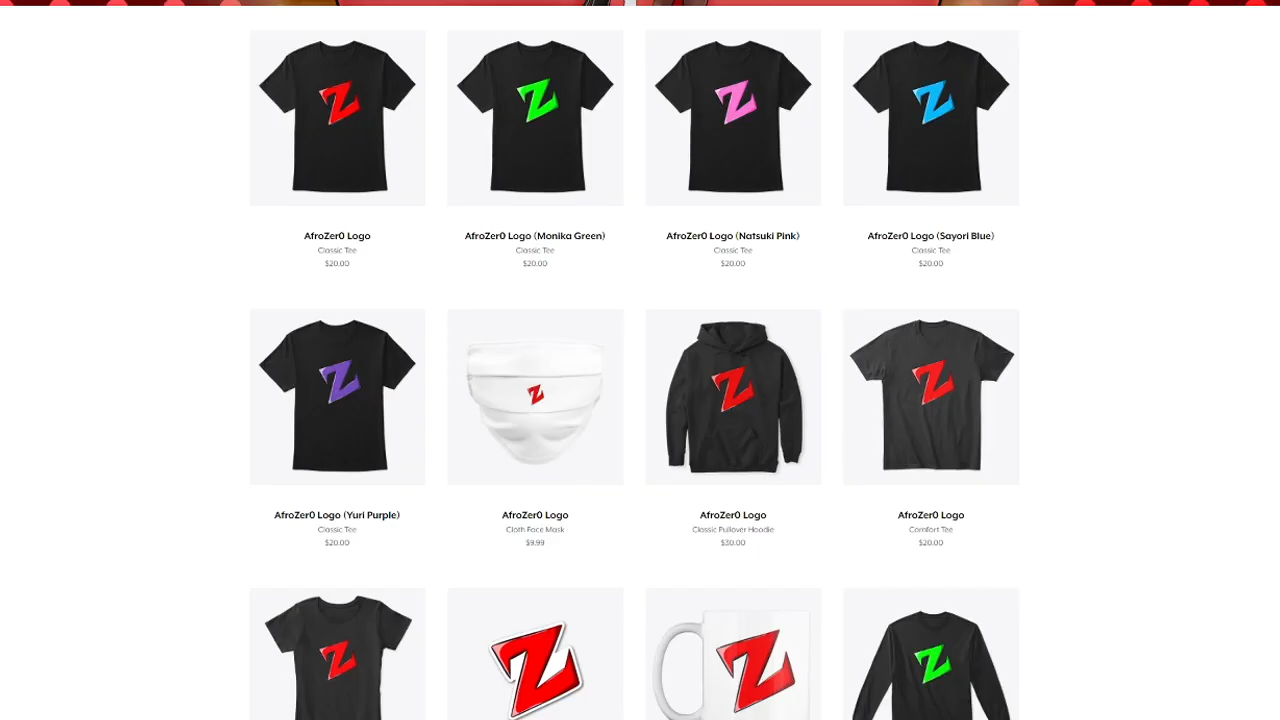 Z
Z
Z
Z
AfroZer0 Logo
Classic Tee
$20.00
AfroZer0 Logo (Monika Green)
Classic Tee
$20.00
AfroZer0 Logo (Natsuki Pink)
Classic Tee
$20.00
AfroZer0 Logo (Sayori Blue)
Classic Tee
$20.00
Z
Z
Z
Z
AfroZer0 Logo (Yuri Purple)
Classic Tee
$20.00
AfroZer0 Logo
Cloth Face Mask
$9.99
AfroZer0 Logo
Classic Pullover Hoodie
$30.00
AfroZer0 Logo
Comfort Tee
$20.00
Z
Z
Z
Z